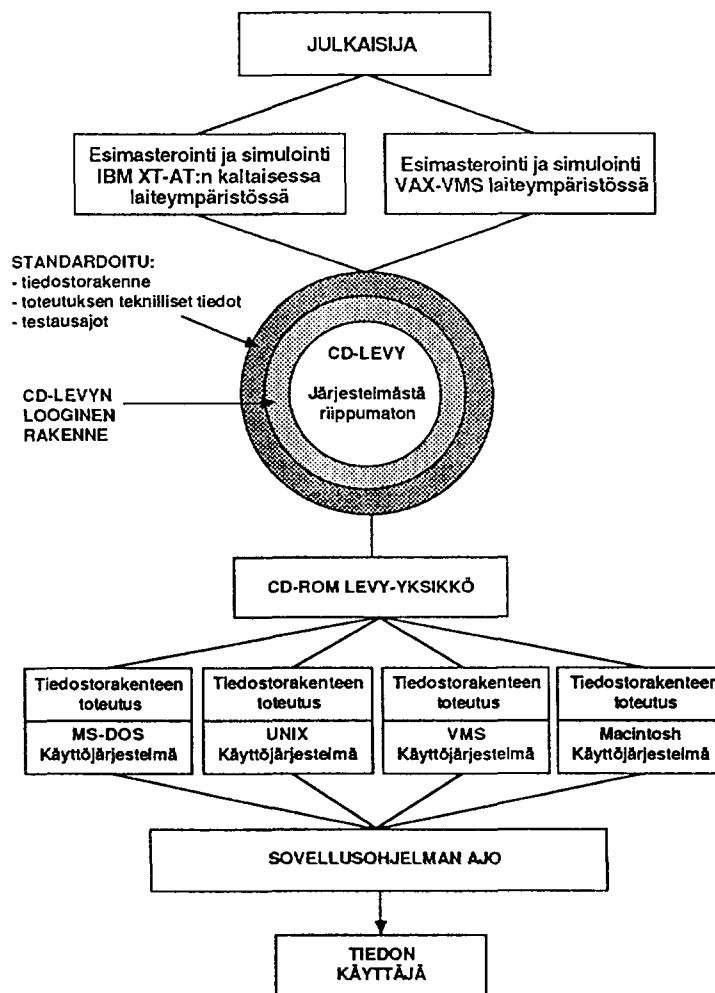 JULKAISIJA
Esimasterointi ja simulointi
IBM XT-AT:n kaltaisessa
laiteympäristössä
Esimasterointi ja simulointi
VAX-VMS laiteympäristössä
STANDARDOITU:
- tiedostorakenne
- toteutuksen teknilliset tiedot
- testausajot
CD-LEVY
Järjestelmästä
riippumaton
CD-LEVYN
LOOGINEN
RAKENNE
CD-ROM LEVY-YKSIKKÖ
Tiedostorakenteen
toteutus
MS-DOS
Käyttöjärjestelmä
Tiedostorakenteen
toteutus
UNIX
Käyttöjärjestelmä
Tiedostorakenteen
toteutus
VMS
Käyttöjärjestelmä
Tiedostorakenteen
toteutus
Macintosh
Käyttöjärjestelmä
SOVELLUSOHJELMAN AJO
TIEDON
KÄYTTÄJÄ